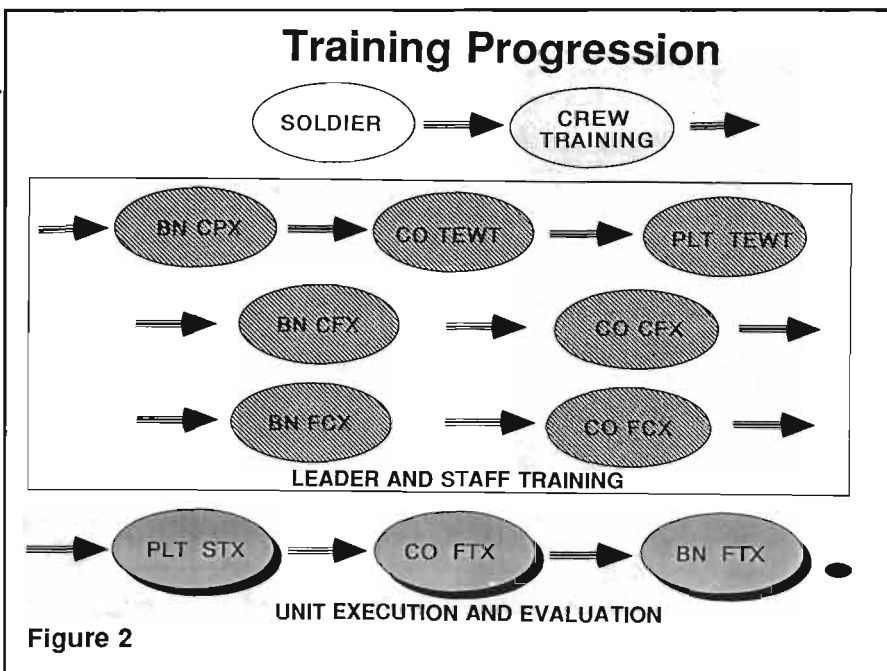 Training Progression
SOLDIER
CREW
TRAINING
BN CPX
CO TEWT
PLT TEWT
BN CFX
CO CFX
BN FCX
CO FCX
LEADER AND STAFF TRAINING
PLT STX
CO FTX
BN FTX
UNIT EXECUTION AND EVALUATION
Figure 2